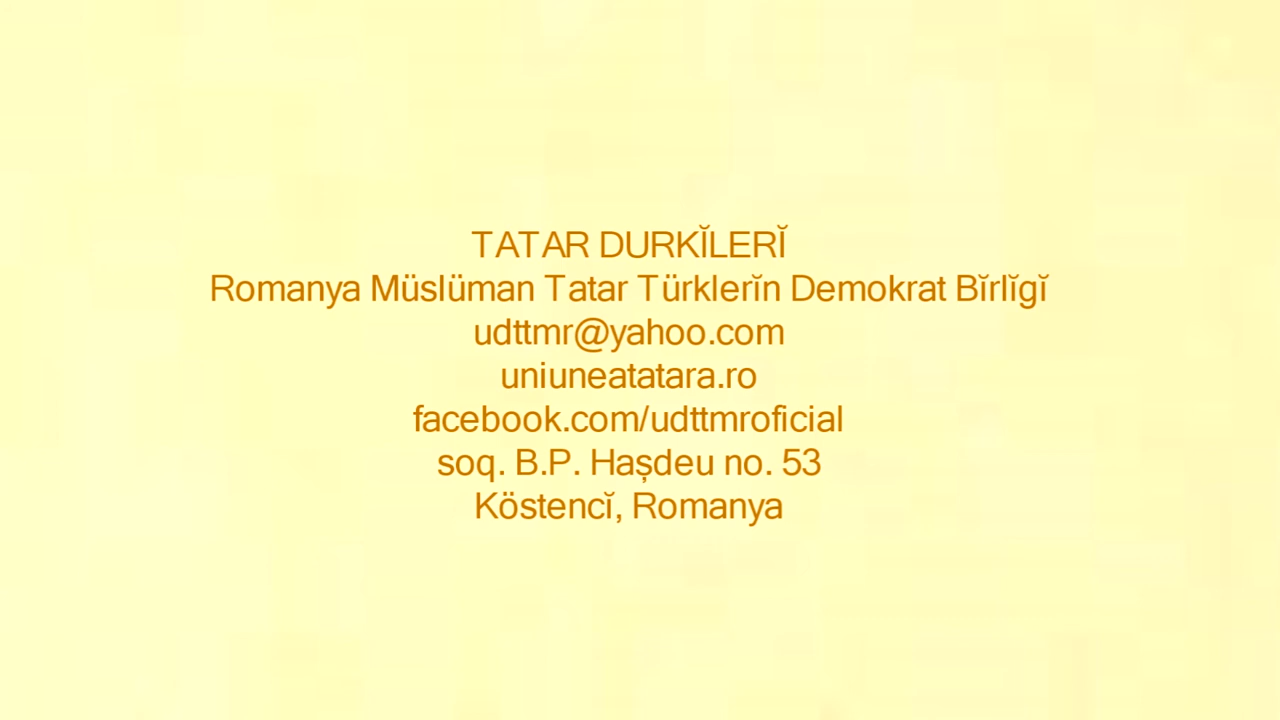 TATAR DURKĬLERĬ
Romanya Müslüman Tatar Türklerĭn Demokrat Bĭrlĭgĭ
udttmr@yahoo.com
uniuneatatara.ro
facebook.com/udttmroficial
soq. B.P. Hașdeu no. 53
Köstencĭ, Romanya